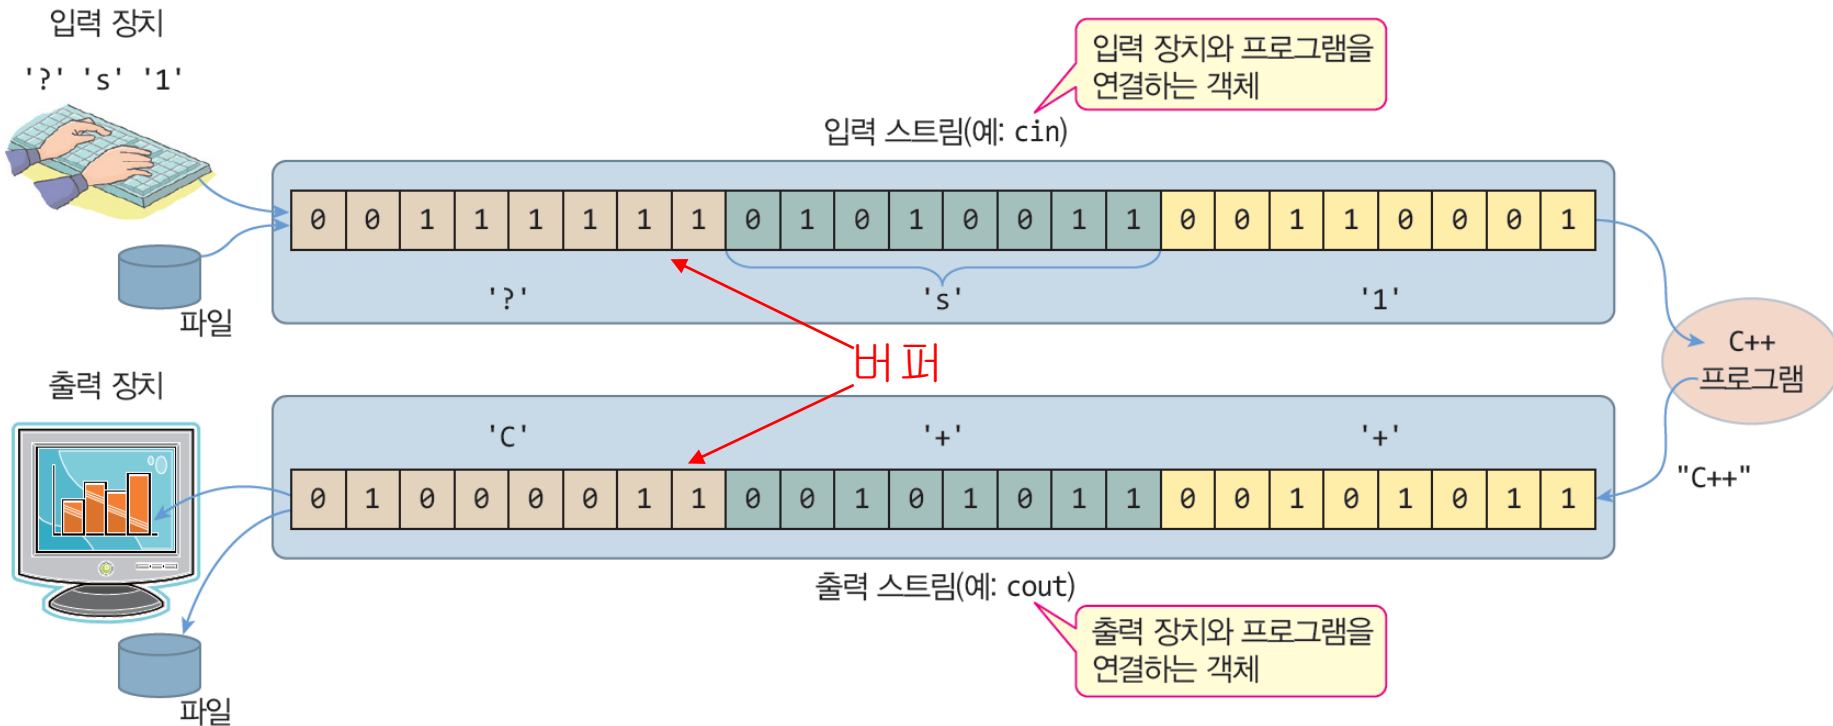 입력 장치
'?' 's' '1'
입력 장치와 프로그램을
연결하는 객체
입력 스트림(예: cin)
0 0 1 1 1 1 1 1 0 1 0 1 0 0 1 1 0 0 1 1 0 0 0 1
'?' 's' '1'
파일
버퍼
C++
프로그램
출력 장치
'C' '+' '+'
0 1 0 0 0 0 1 1 0 0 1 0 1 0 1 1 0 0 1 0 1 0 1 1
"C++"
출력 스트림(예: cout)
출력 장치와 프로그램을
연결하는 객체
파일